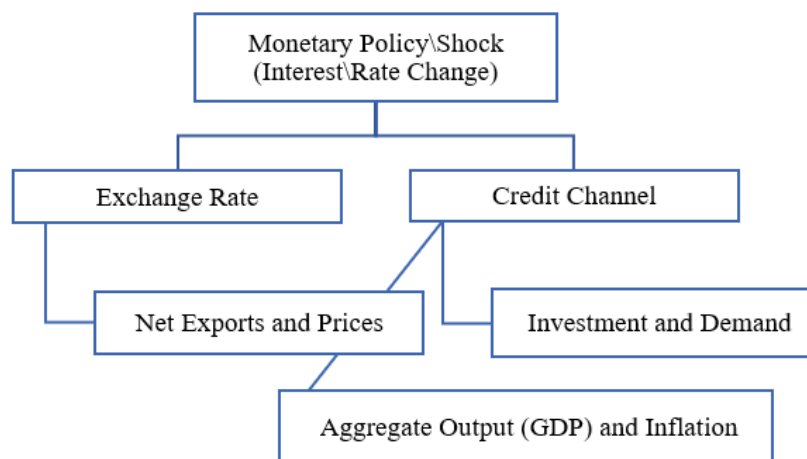 Monetary Policy\Shock
(Interest\Rate Change)
Exchange Rate
Credit Channel
Net Exports and Prices
Investment and Demand
Aggregate Output (GDP) and Inflation